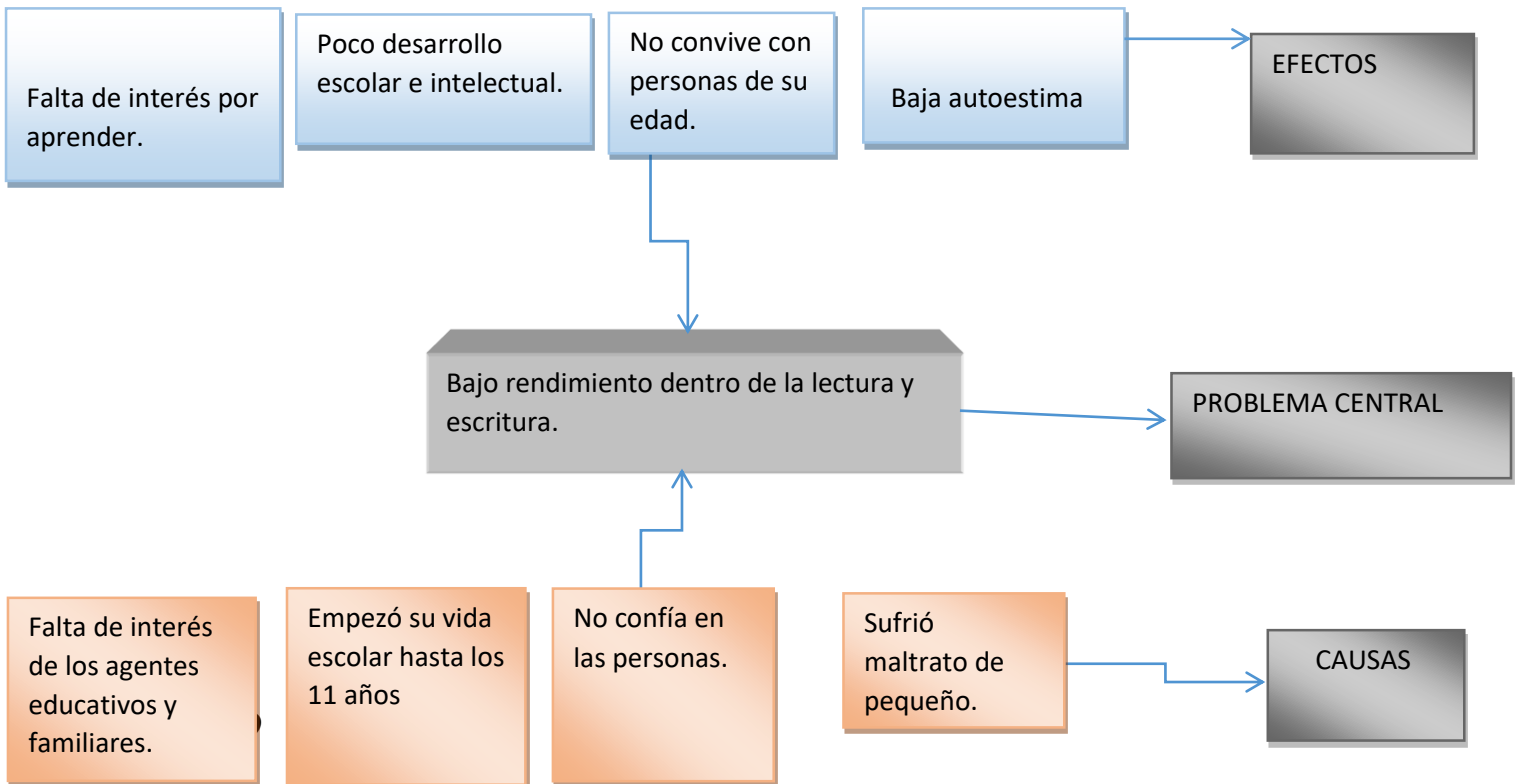 Falta de interés por
aprender.
Poco desarrollo
escolar e intelectual.
No convive con
personas de su
edad.
Baja autoestima
EFECTOS
Bajo rendimiento dentro de la lectura y
escritura.
PROBLEMA CENTRAL
Falta de interés
de los agentes
educativos y
familiares.
Empezó su vida
escolar hasta los
11 años
No confía en
las personas.
Sufrió
maltrato de
pequeño.
CAUSAS